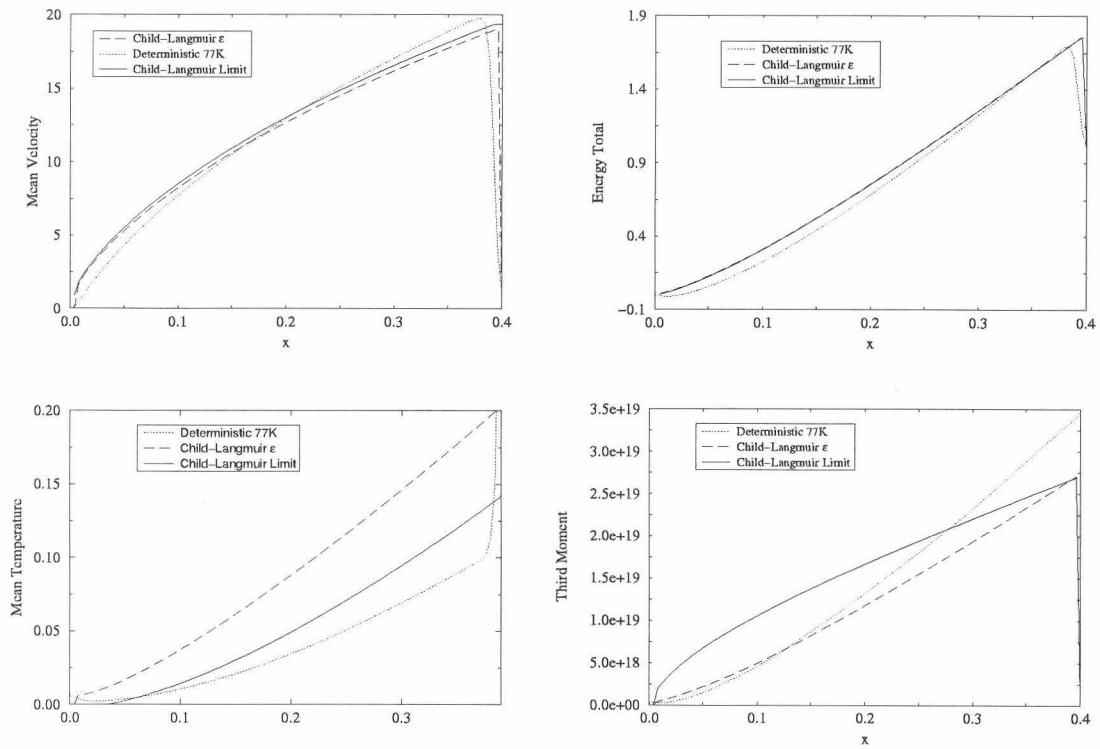 20
15
10
5
0
Mean Velocity
Child–Langmuir ε
Deterministic 77K
Child–Langmuir Limit
0.0 0.1 0.2 0.3 0.4
x
1.9
1.4
0.9
0.4
−0.1
Energy Total
Deterministic 77K
Child–Langmuir ε
Child–Langmuir Limit
0.0 0.1 0.2 0.3 0.4
x
0.20
0.15
0.10
0.05
0.00
Mean Temperature
Deterministic 77K
Child–Langmuir ε
Child–Langmuir Limit
0.0 0.1 0.2 0.3
3.5e+19
3.0e+19
2.5e+19
2.0e+19
1.5e+19
1.0e+19
5.0e+18
0.0e+00
Third Moment
Deterministic 77K
Child–Langmuir ε
Child–Langmuir Limit
0.0 0.1 0.2 0.3 0.4
x